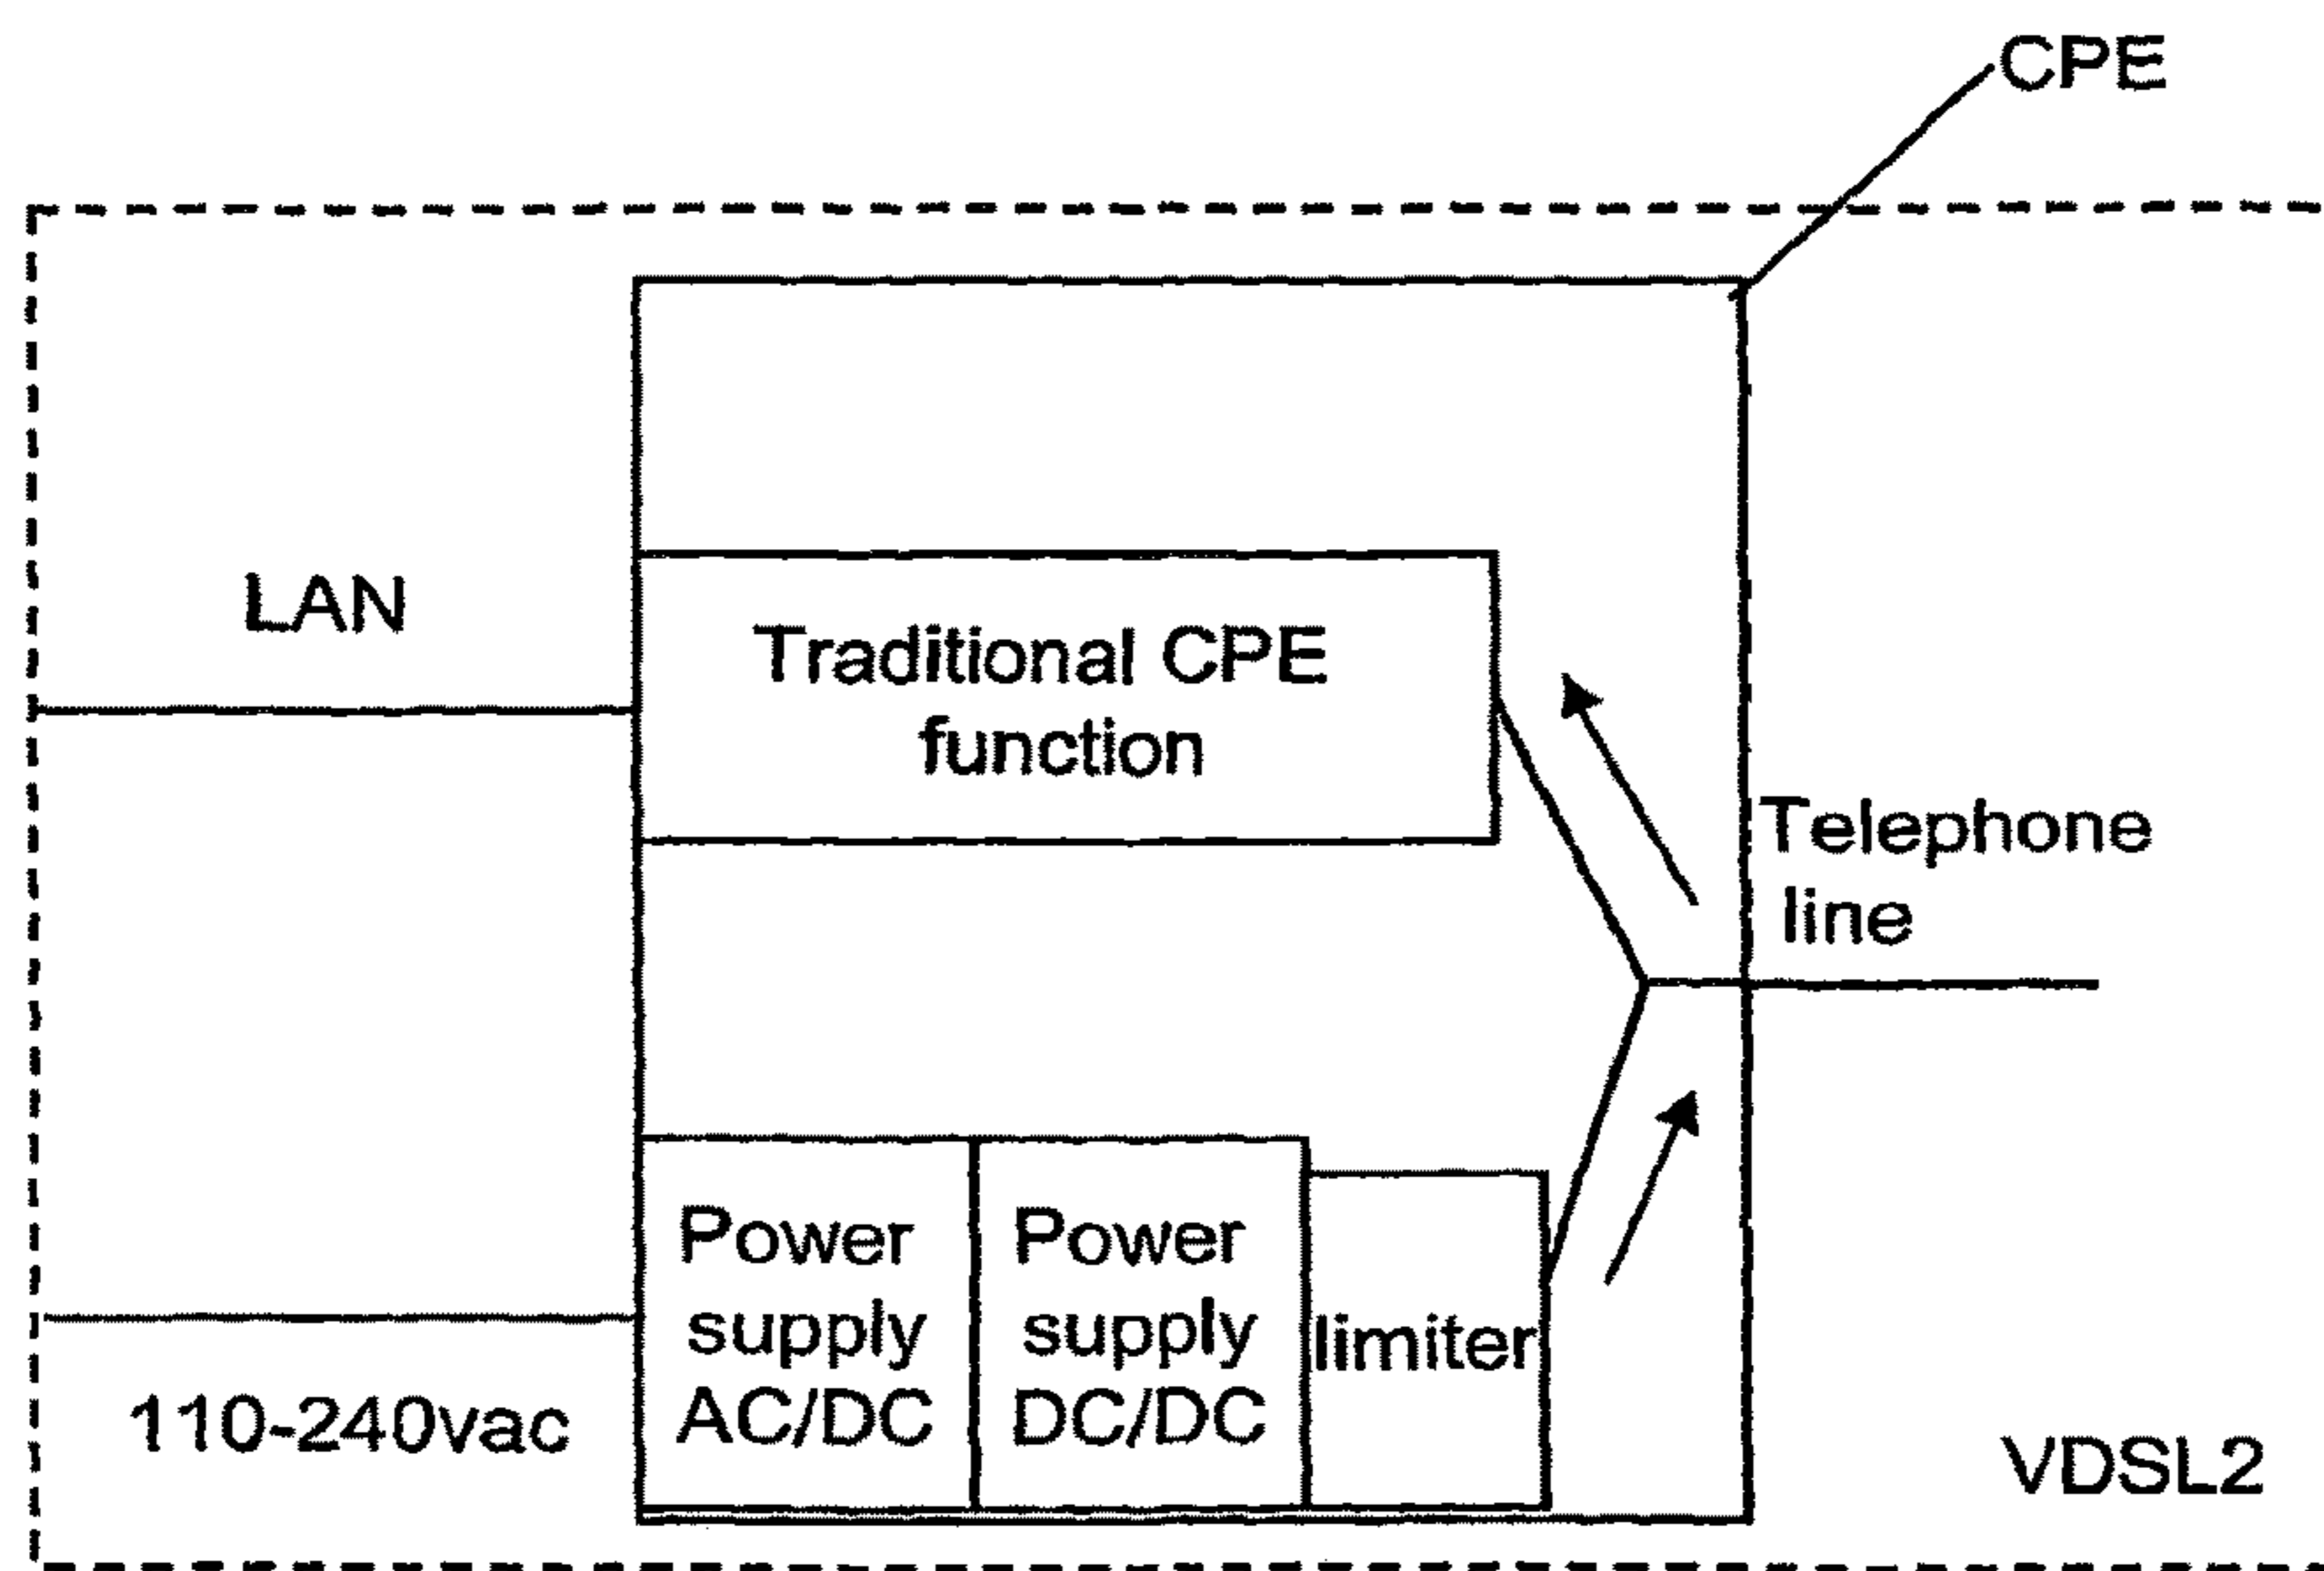 CPE
LAN
Traditional CPE
function
Telephone
line
Power
supply
AC/DC
Power
supply
DC/DC
limiter
110-240vac
VDSL2